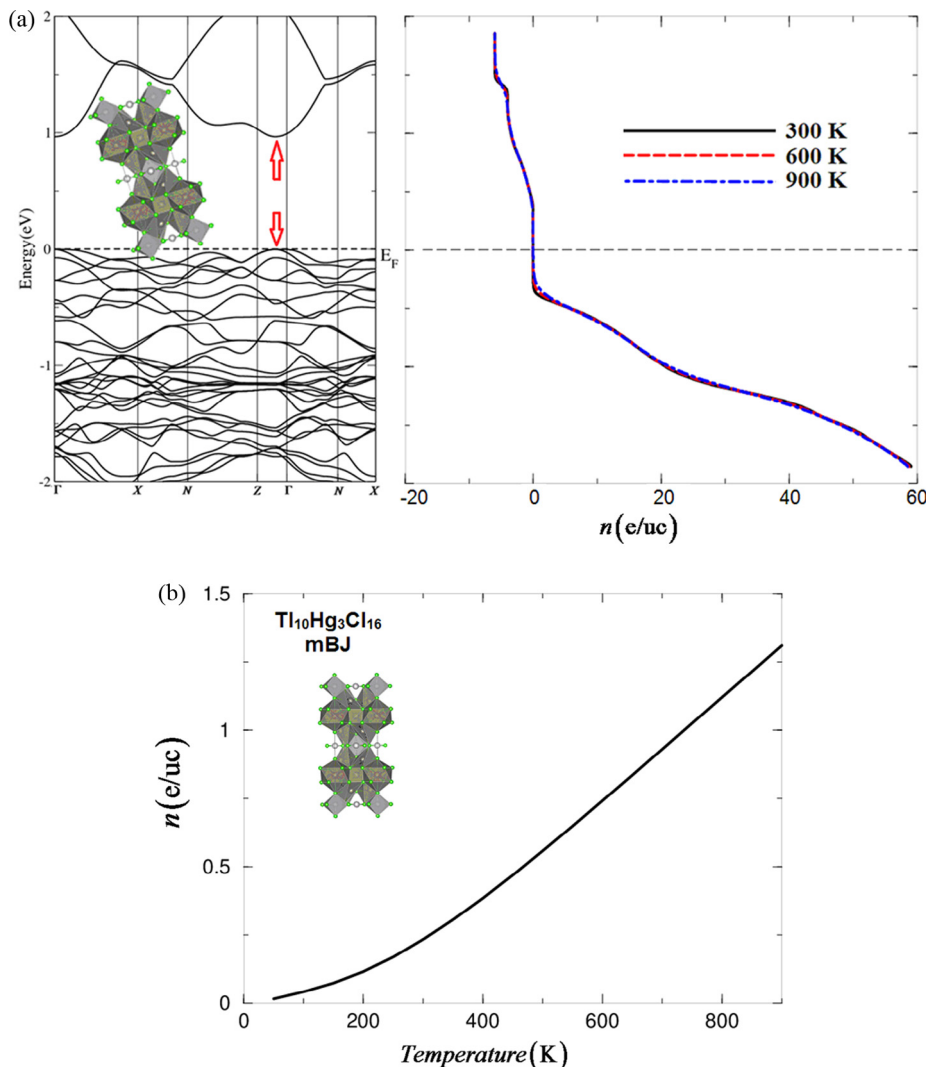 (a)
2
1
0
-1
-2
Energy(eV)
E_F
Γ X N Z Γ N X
300 K
600 K
900 K
-20 0 20 40 60
n(e/uc)
(b)
1.5
1
0.5
0
n(e/uc)
Tl₁₀Hg₃Cl₁₆
mBJ
0 200 400 600 800
Temperature(K)